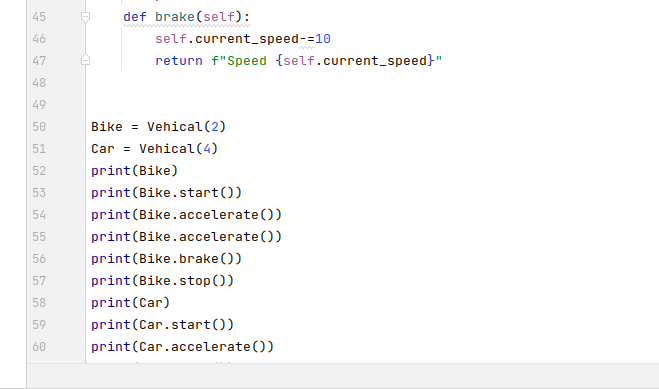 45 def brake(self):
46 self.current_speed-=10
47 return f"Speed {self.current_speed}"
48
49
50 Bike = Vehical(2)
51 Car = Vehical(4)
52 print(Bike)
53 print(Bike.start())
54 print(Bike.accelerate())
55 print(Bike.accelerate())
56 print(Bike.brake())
57 print(Bike.stop())
58 print(Car)
59 print(Car.start())
60 print(Car.accelerate())